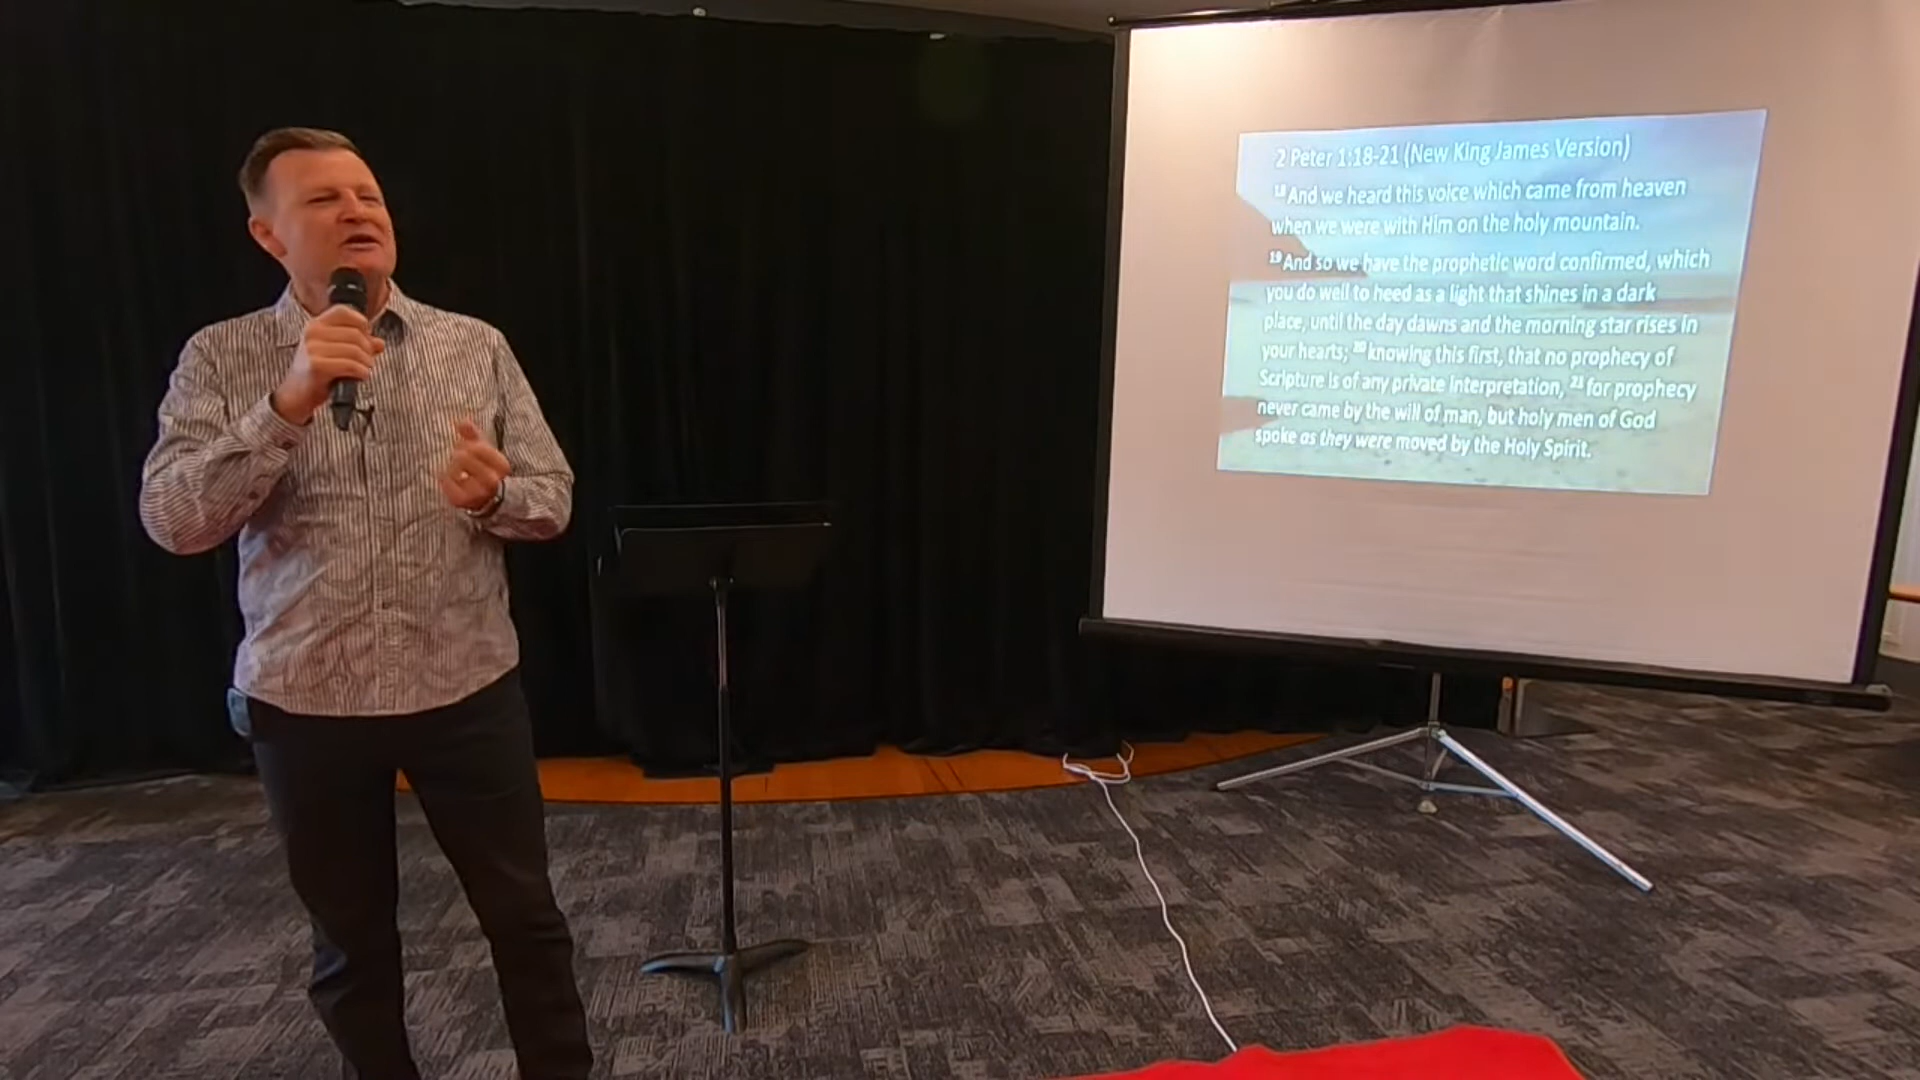 2 Peter 1:18-21 (New King James Version)
18 And we heard this voice which came from heaven
when we were with Him on the holy mountain.
19 And so we have the prophetic word confirmed, which
you do well to heed as a light that shines in a dark
place, until the day dawns and the morning star rises in
your hearts; 20 knowing this first, that no prophecy of
Scripture is of any private interpretation, 21 for prophecy
never came by the will of man, but holy men of God
spoke as they were moved by the Holy Spirit.